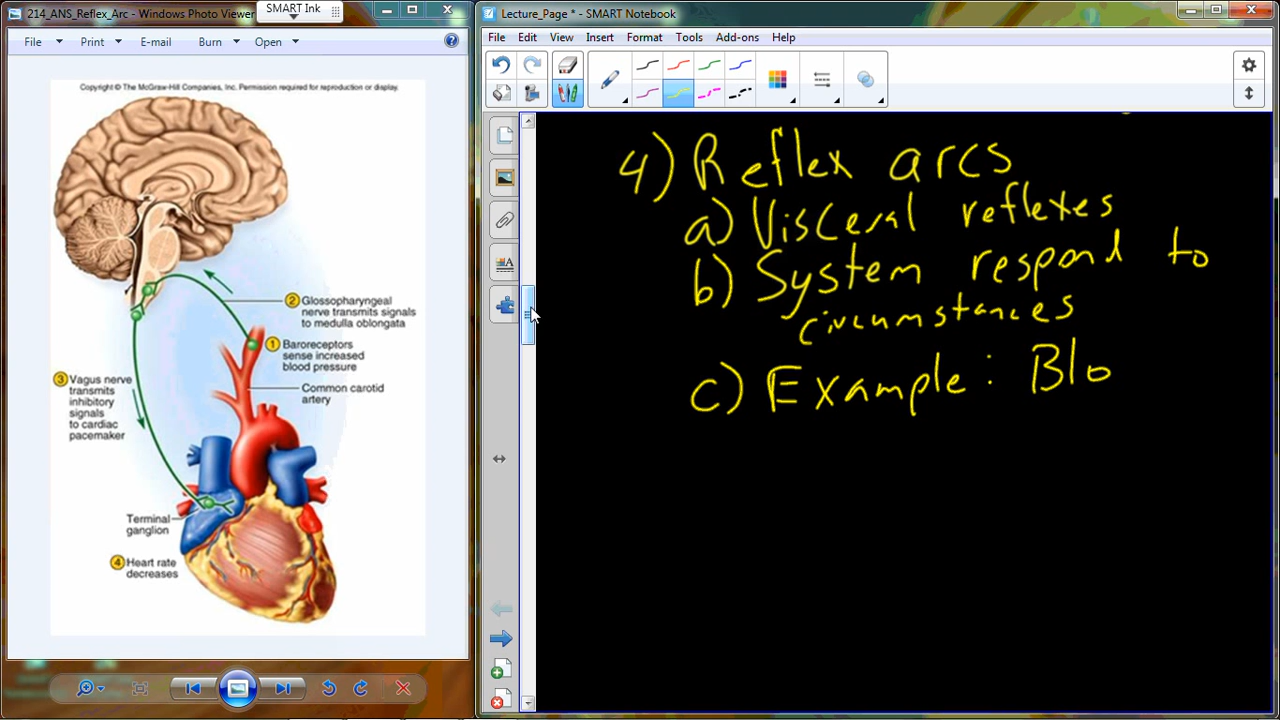 214_ANS_Reflex_Arc - Windows Photo Viewer
SMART Ink
File Print E-mail Burn Open
Copyright © The McGraw-Hill Companies, Inc. Permission required for reproduction or display.
2 Glossopharyngeal
nerve transmits signals
to medulla oblongata
1 Baroreceptors
sense increased
blood pressure
Common carotid
artery
3 Vagus nerve
transmits
inhibitory
signals
to cardiac
pacemaker
Terminal
ganglion
4 Heart rate
decreases
Lecture_Page * - SMART Notebook
File Edit View Insert Format Tools Add-ons Help
4) Reflex arcs
a) Visceral reflexes
b) System respond to
circumstances
c) Example: Blo